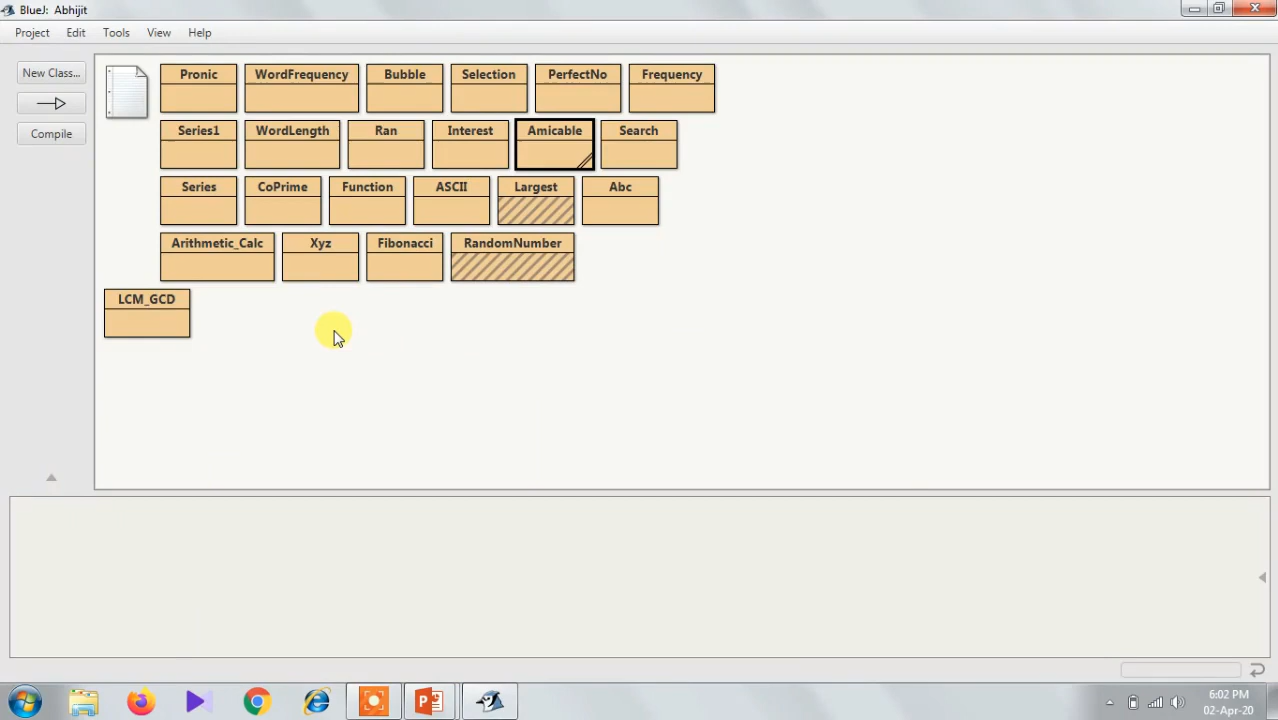 BlueJ: Abhijit
Project Edit Tools View Help
New Class...
Compile
Pronic WordFrequency Bubble Selection PerfectNo Frequency
Series1 WordLength Ran Interest Amicable Search
Series CoPrime Function ASCII Largest Abc
Arithmetic_Calc Xyz Fibonacci RandomNumber
LCM_GCD
6:02 PM
02-Apr-20